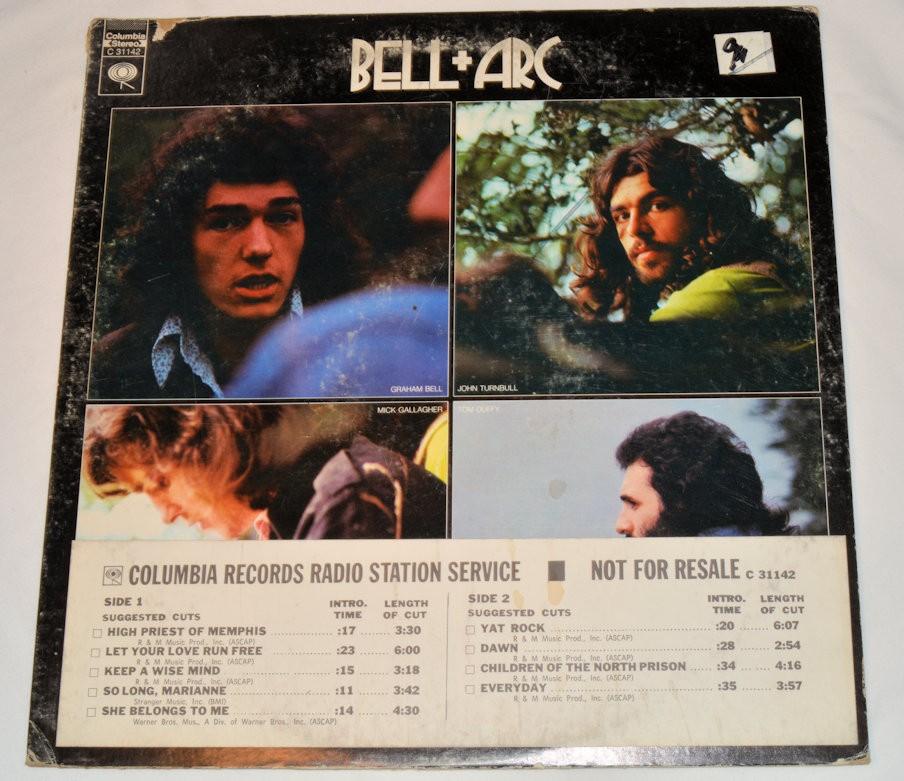 Columbia
Stereo
C 31142
BELL + ARC
GRAHAM BELL
JOHN TURNBULL
MICK GALLAGHER
TOM DUFFY
COLUMBIA RECORDS RADIO STATION SERVICE ■ NOT FOR RESALE C 31142
SIDE 1
SUGGESTED CUTS INTRO. TIME LENGTH OF CUT
HIGH PRIEST OF MEMPHIS :17 3:30
R & M Music Prod., Inc. (ASCAP)
LET YOUR LOVE RUN FREE :23 6:00
R & M Music Prod., Inc. (ASCAP)
KEEP A WISE MIND :15 3:18
R & M Music Prod., Inc. (ASCAP)
SO LONG, MARIANNE :11 3:42
Stranger Music, Inc. (BMI)
SHE BELONGS TO ME :14 4:30
Werner Bros. Mus., A Div. of Warner Bros., Inc. (ASCAP)
SIDE 2
SUGGESTED CUTS INTRO. TIME LENGTH OF CUT
YAT ROCK :20 6:07
R & M Music Prod., Inc. (ASCAP)
DAWN :28 2:54
R & M Music Prod., Inc. (ASCAP)
CHILDREN OF THE NORTH PRISON :34 4:16
R & M Music Prod., Inc. (ASCAP)
EVERYDAY :35 3:57
R & M Music Prod., Inc. (ASCAP)